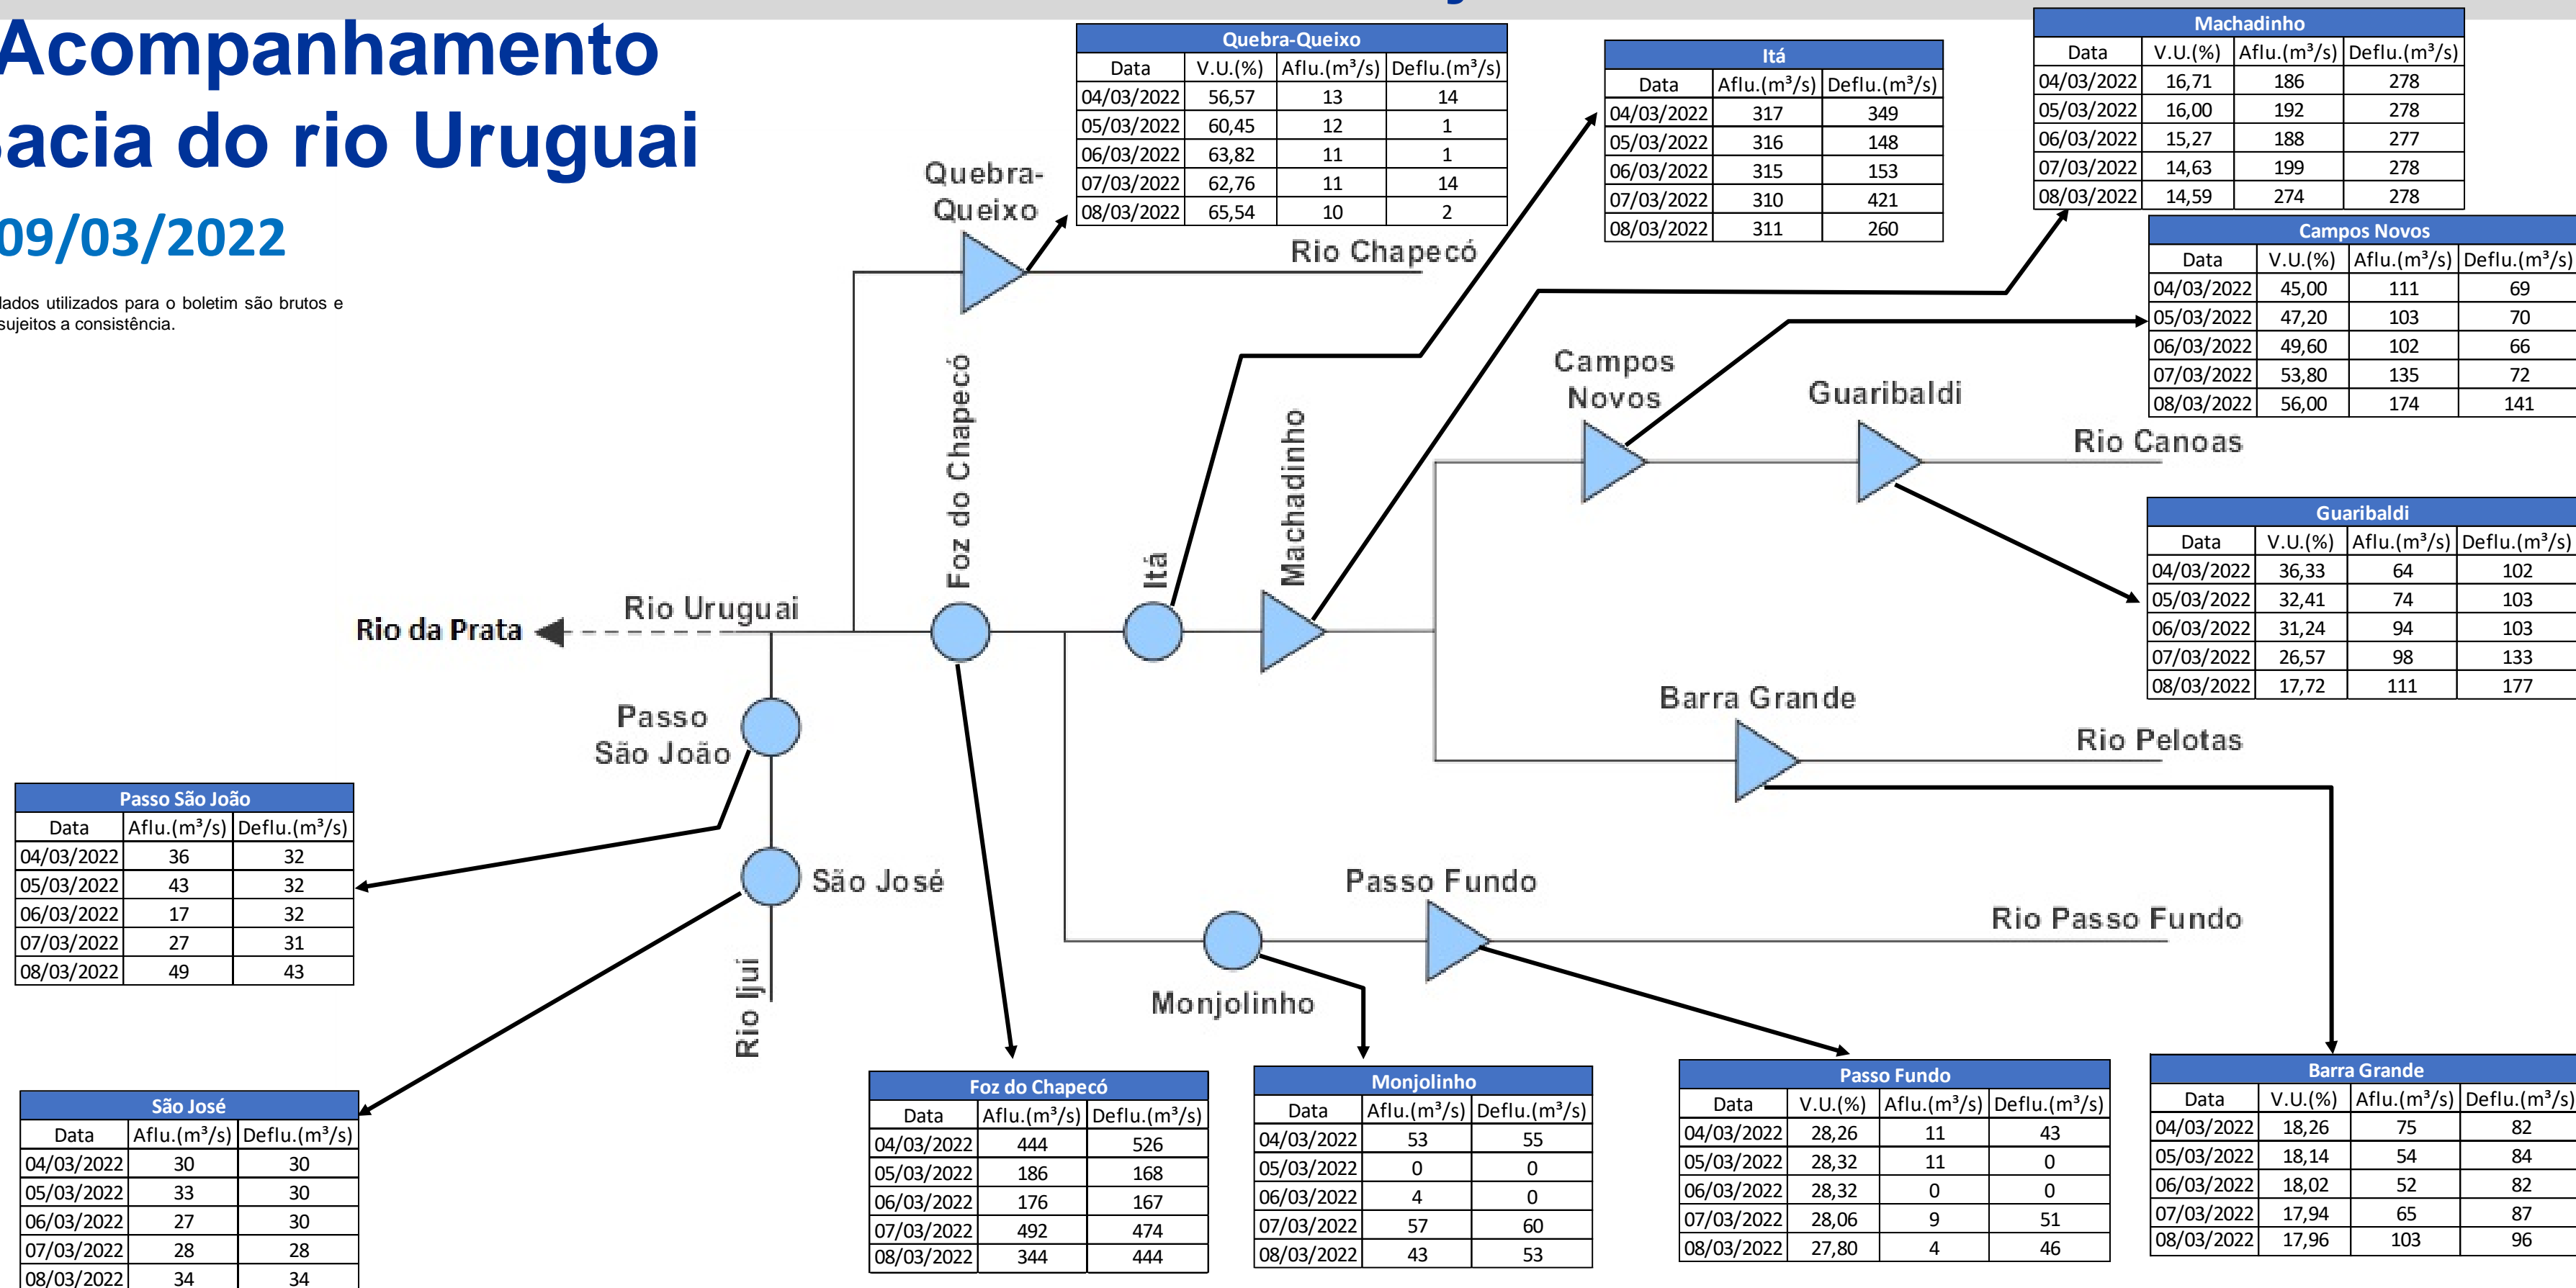 Acompanhamento
acia do rio Uruguai
09/03/2022
dados utilizados para o boletim são brutos e
sujeitos a consistência.
Quebra-Queixo
Data V.U.(%) Aflu.(m³/s) Deflu.(m³/s)
04/03/2022 56,57 13 14
05/03/2022 60,45 12 1
06/03/2022 63,82 11 1
07/03/2022 62,76 11 14
08/03/2022 65,54 10 2
Itá
Data Aflu.(m³/s) Deflu.(m³/s)
04/03/2022 317 349
05/03/2022 316 148
06/03/2022 315 153
07/03/2022 310 421
08/03/2022 311 260
Machadinho
Data V.U.(%) Aflu.(m³/s) Deflu.(m³/s)
04/03/2022 16,71 186 278
05/03/2022 16,00 192 278
06/03/2022 15,27 188 277
07/03/2022 14,63 199 278
08/03/2022 14,59 274 278
Campos Novos
Data V.U.(%) Aflu.(m³/s) Deflu.(m³/s)
04/03/2022 45,00 111 69
05/03/2022 47,20 103 70
06/03/2022 49,60 102 66
07/03/2022 53,80 135 72
08/03/2022 56,00 174 141
Quebra-
Queixo
Rio Chapecó
Foz do Chapecó
Itá
Machadinho
Campos
Novos
Guaribaldi
Rio Canoas
Guaribaldi
Data V.U.(%) Aflu.(m³/s) Deflu.(m³/s)
04/03/2022 36,33 64 102
05/03/2022 32,41 74 103
06/03/2022 31,24 94 103
07/03/2022 26,57 98 133
08/03/2022 17,72 111 177
Rio da Prata
Rio Uruguai
Barra Grande
Rio Pelotas
Passo
São João
São José
Rio Ijui
Passo Fundo
Rio Passo Fundo
Monjolinho
Passo São João
Data Aflu.(m³/s) Deflu.(m³/s)
04/03/2022 36 32
05/03/2022 43 32
06/03/2022 17 32
07/03/2022 27 31
08/03/2022 49 43
São José
Data Aflu.(m³/s) Deflu.(m³/s)
04/03/2022 30 30
05/03/2022 33 30
06/03/2022 27 30
07/03/2022 28 28
08/03/2022 34 34
Foz do Chapecó
Data Aflu.(m³/s) Deflu.(m³/s)
04/03/2022 444 526
05/03/2022 186 168
06/03/2022 176 167
07/03/2022 492 474
08/03/2022 344 444
Monjolinho
Data Aflu.(m³/s) Deflu.(m³/s)
04/03/2022 53 55
05/03/2022 0 0
06/03/2022 4 0
07/03/2022 57 60
08/03/2022 43 53
Passo Fundo
Data V.U.(%) Aflu.(m³/s) Deflu.(m³/s)
04/03/2022 28,26 11 43
05/03/2022 28,32 11 0
06/03/2022 28,32 0 0
07/03/2022 28,06 9 51
08/03/2022 27,80 4 46
Barra Grande
Data V.U.(%) Aflu.(m³/s) Deflu.(m³/s)
04/03/2022 18,26 75 82
05/03/2022 18,14 54 84
06/03/2022 18,02 52 82
07/03/2022 17,94 65 87
08/03/2022 17,96 103 96